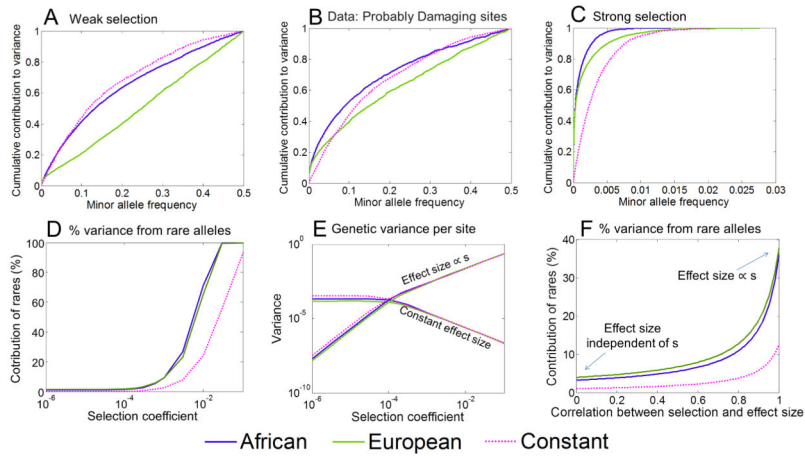 A Weak selection
Cumulative contribution to variance
1
0.8
0.6
0.4
0.2
0
0 0.1 0.2 0.3 0.4 0.5
Minor allele frequency
B Data: Probably Damaging sites
Cumulative contribution to variance
1
0.8
0.6
0.4
0.2
0
0 0.1 0.2 0.3 0.4 0.5
Minor allele frequency
C Strong selection
Cumulative contribution to variance
1
0.8
0.6
0.4
0.2
0
0 0.005 0.01 0.015 0.02 0.025 0.03
Minor allele frequency
D % variance from rare alleles
Cotribution of rares (%)
100
80
60
40
20
0
10-6 10-4 10-2
Selection coefficient
E Genetic variance per site
Variance
100
10-5
10-10
Effect size ∝ s
Constant effect size
10-6 10-4 10-2
Selection coefficient
F % variance from rare alleles
Contribution of rares (%)
40
30
20
10
0
Effect size ∝ s
Effect size
independent of s
0 0.2 0.4 0.6 0.8 1
Correlation between selection and effect size
African European Constant